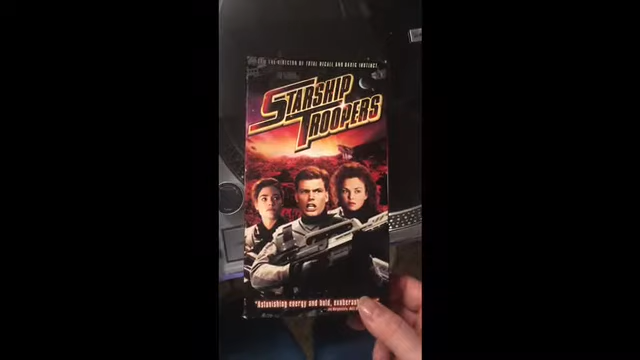 FROM THE DIRECTOR OF TOTAL RECALL AND BASIC INSTINCT
STARSHIP
TROOPERS
"Astonishing energy and bold, exuberant